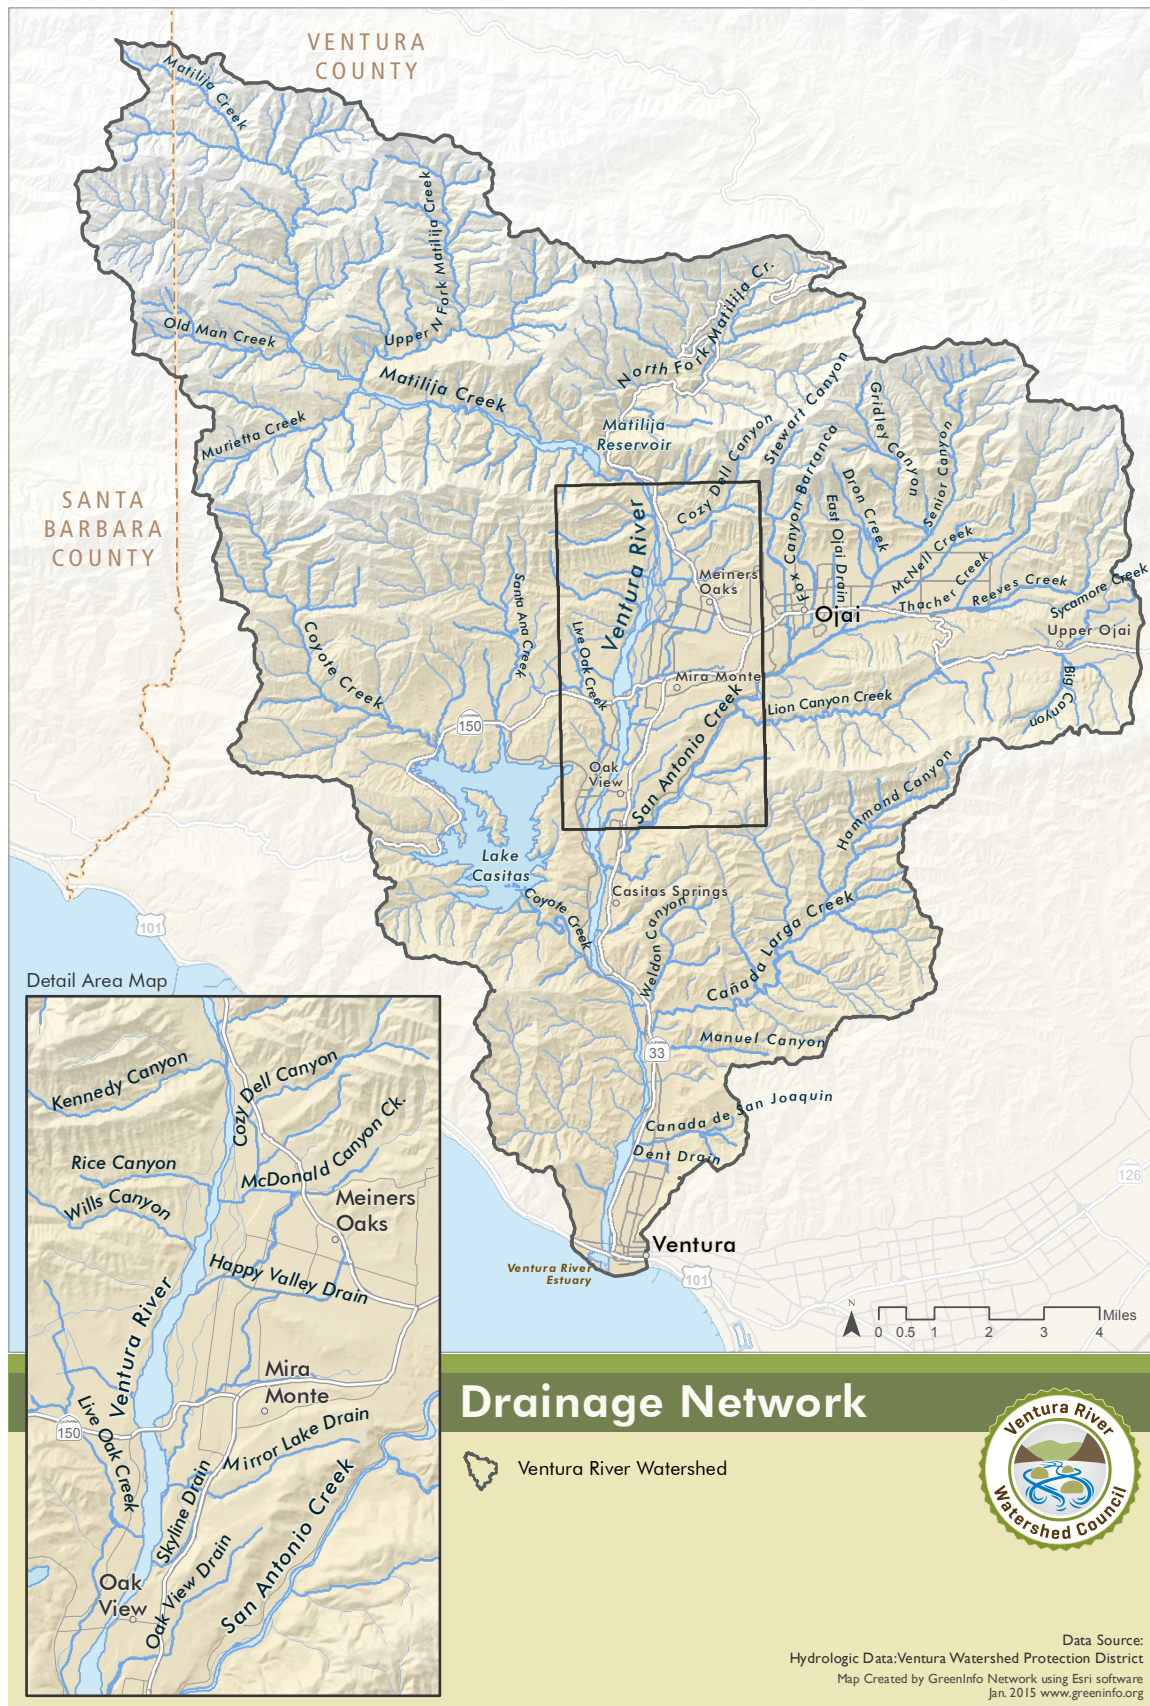 VENTURA
COUNTY
Matilija Creek
Upper N Fork Matilija Creek
Old Man Creek
Matilija Creek
Murietta Creek
North Fork Matilija Cr.
Matilija
Reservoir
Cozy Dell Canyon
Stewart Canyon
Gridley Canyon
Senior Canyon
Fox Canyon Barranca
East Ojai Drain
Dron Creek
McNell Creek
Thacher Creek
Reeves Creek
Sycamore Creek
SANTA
BARBARA
COUNTY
Ventura River
Meiners
Oaks
Ojai
Upper Ojai
Santa Ana Creek
Live Oak Creek
Coyote Creek
Mira Monte
Lion Canyon Creek
Big Canyon
150
San Antonio Creek
Oak
View
Hammond Canyon
Lake
Casitas
Casitas Springs
Coyote Creek
Weldon Canyon
Cañada Larga Creek
101
Manuel Canyon
33
Canada de San Joaquin
Dent Drain
126
Ventura
Ventura River
Estuary
101
N
0 0.5 1 2 3 4 Miles
Detail Area Map
Kennedy Canyon
Cozy Dell Canyon
Rice Canyon
McDonald Canyon Ck.
Wills Canyon
Meiners
Oaks
Happy Valley Drain
Ventura River
Mira
Monte
150
Live Oak Creek
Mirror Lake Drain
Skyline Drain
San Antonio Creek
Oak
View
Oak View Drain
Drainage Network
Ventura River Watershed
Ventura River
Watershed Council
Data Source:
Hydrologic Data:Ventura Watershed Protection District
Map Created by GreenInfo Network using Esri software
Jan. 2015 www.greeninfo.org